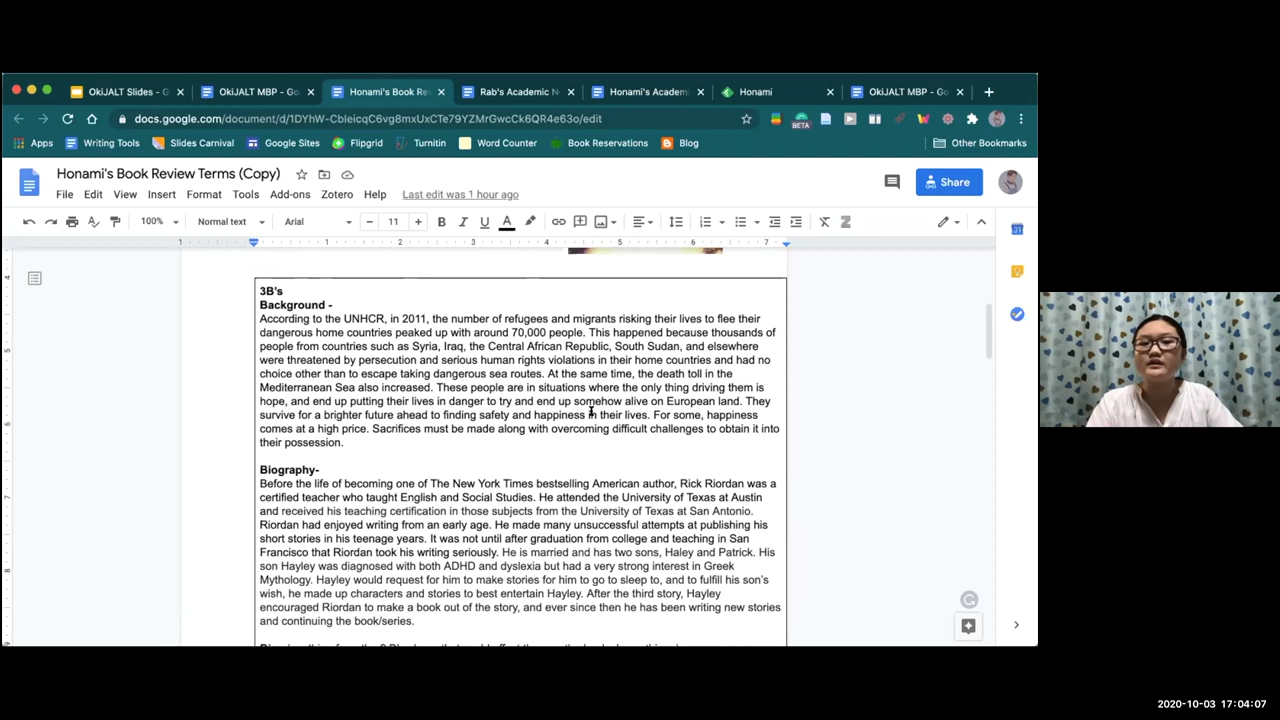 OkiJALT Slides - G
OkiJALT MBP - Go
Honami's Book Rev
Rab's Academic N
Honami's Academ
Honami
OkiJALT MBP - Go
docs.google.com/document/d/1DYhW-CbleicqC6vg8mxUxCTe79YZMrGwcCk6QR4e63o/edit
BETA
Apps
Writing Tools
Slides Carnival
Google Sites
Flipgrid
Turnitin
Word Counter
Book Reservations
Blog
Other Bookmarks
Honami's Book Review Terms (Copy)
File Edit View Insert Format Tools Add-ons Zotero Help Last edit was 1 hour ago
Share
100% Normal text Arial 11
1 1 2 3 4 5 6 7
3B's
Background -
According to the UNHCR, in 2011, the number of refugees and migrants risking their lives to flee their
dangerous home countries peaked up with around 70,000 people. This happened because thousands of
people from countries such as Syria, Iraq, the Central African Republic, South Sudan, and elsewhere
were threatened by persecution and serious human rights violations in their home countries and had no
choice other than to escape taking dangerous sea routes. At the same time, the death toll in the
Mediterranean Sea also increased. These people are in situations where the only thing driving them is
hope, and end up putting their lives in danger to try and end up somehow alive on European land. They
survive for a brighter future ahead to finding safety and happiness in their lives. For some, happiness
comes at a high price. Sacrifices must be made along with overcoming difficult challenges to obtain it into
their possession.
Biography-
Before the life of becoming one of The New York Times bestselling American author, Rick Riordan was a
certified teacher who taught English and Social Studies. He attended the University of Texas at Austin
and received his teaching certification in those subjects from the University of Texas at San Antonio.
Riordan had enjoyed writing from an early age. He made many unsuccessful attempts at publishing his
short stories in his teenage years. It was not until after graduation from college and teaching in San
Francisco that Riordan took his writing seriously. He is married and has two sons, Haley and Patrick. His
son Hayley was diagnosed with both ADHD and dyslexia but had a very strong interest in Greek
Mythology. Hayley would request for him to make stories for him to go to sleep to, and to fulfill his son's
wish, he made up characters and stories to best entertain Hayley. After the third story, Hayley
encouraged Riordan to make a book out of the story, and ever since then he has been writing new stories
and continuing the book/series.
2020-10-03 17:04:07